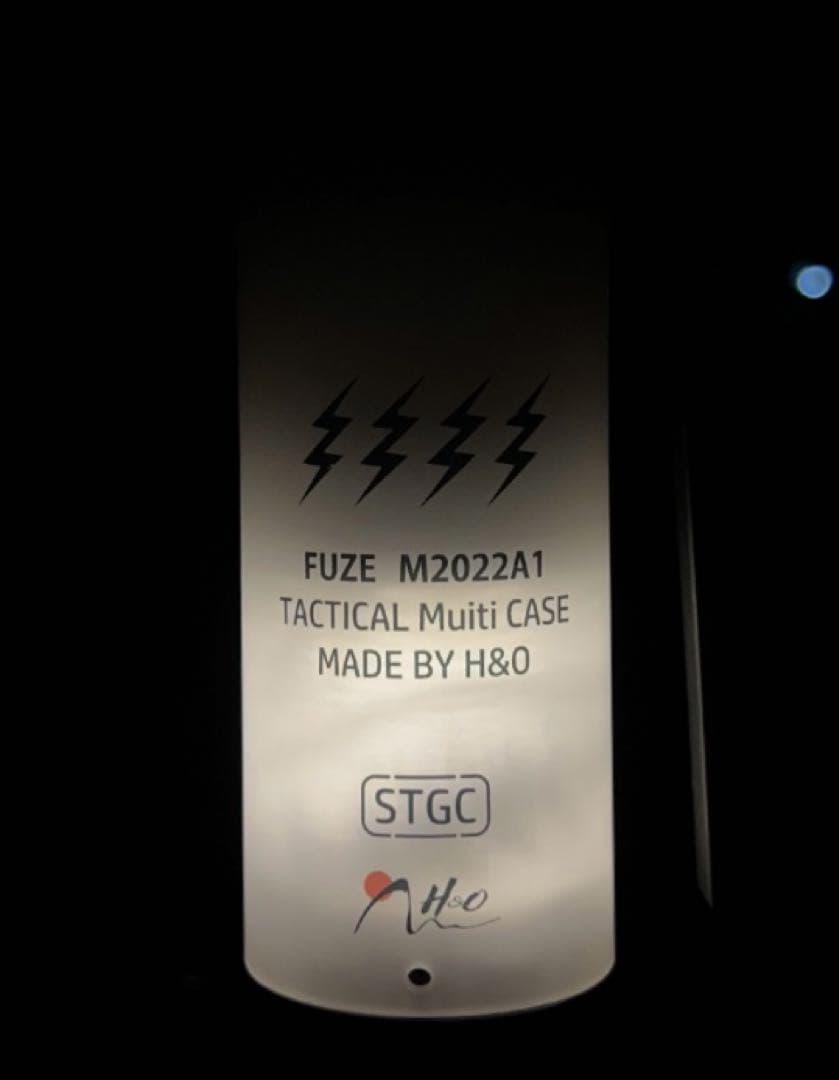 FUZE M2022A1
TACTICAL Muiti CASE
MADE BY H&O
STGC
H&O